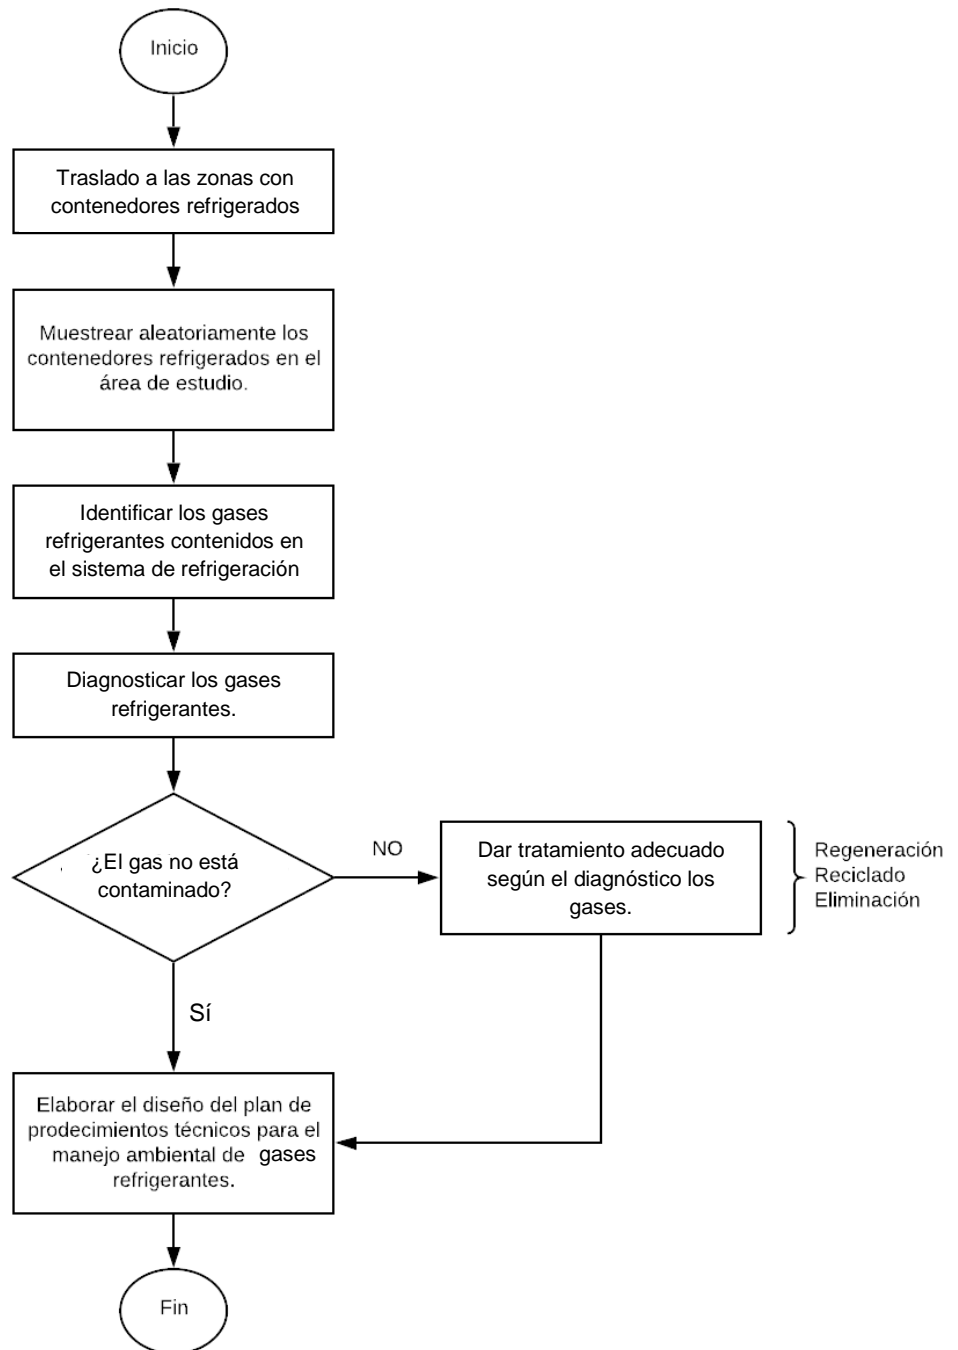 Inicio
Traslado a las zonas con
contenedores refrigerados
Muestrear aleatoriamente los
contenedores refrigerados en el
área de estudio.
Identificar los gases
refrigerantes contenidos en
el sistema de refrigeración
Diagnosticar los gases
refrigerantes.
¿El gas no está
contaminado?
NO
Dar tratamiento adecuado
según el diagnóstico los
gases.
Regeneración
Reciclado
Eliminación
Sí
Elaborar el diseño del plan de
prodecimientos técnicos para el
manejo ambiental de gases
refrigerantes.
Fin